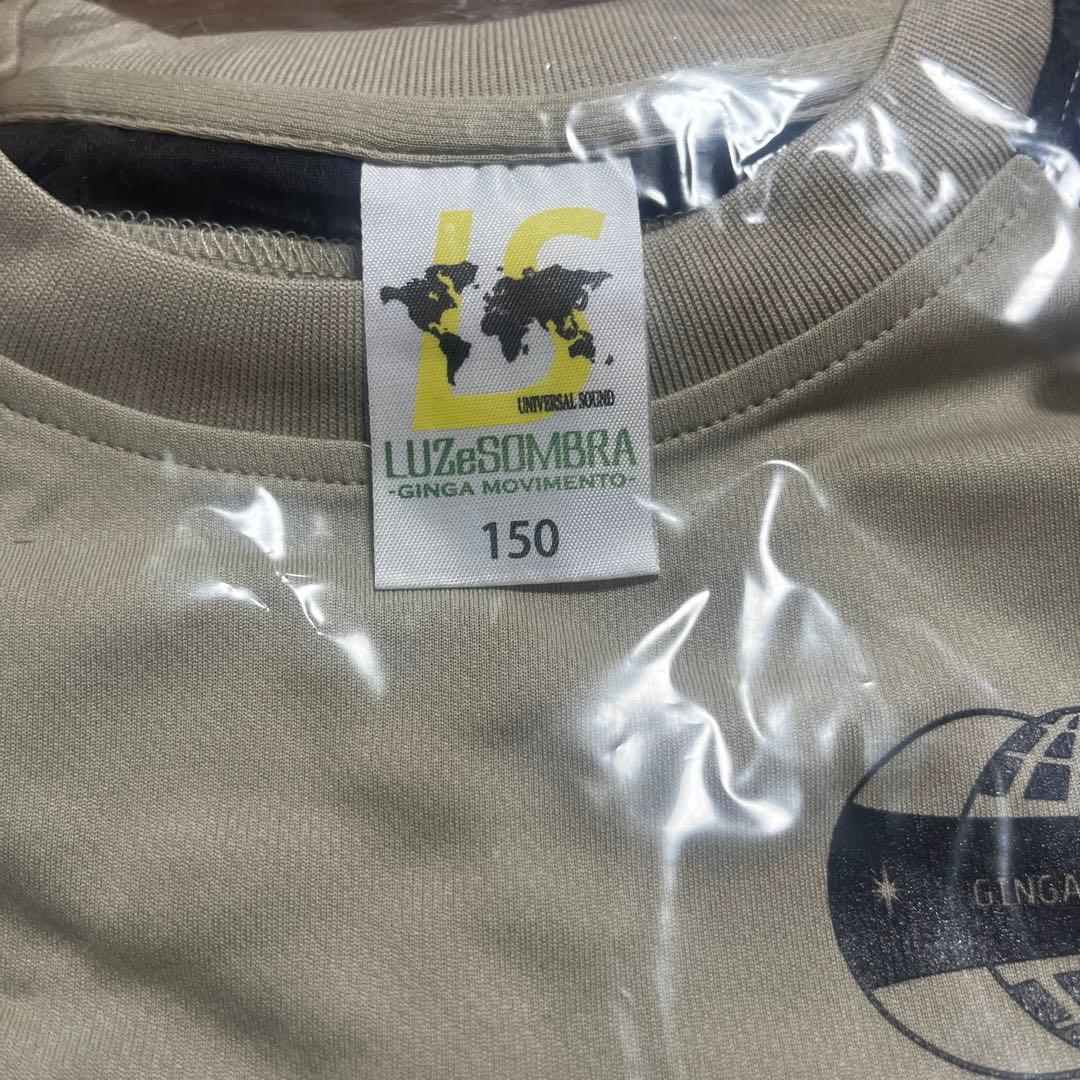 LS
UNIVERSAL SOUND
LUZeSOMBRA
-GINGA MOVIMENTO-
150
GINGA